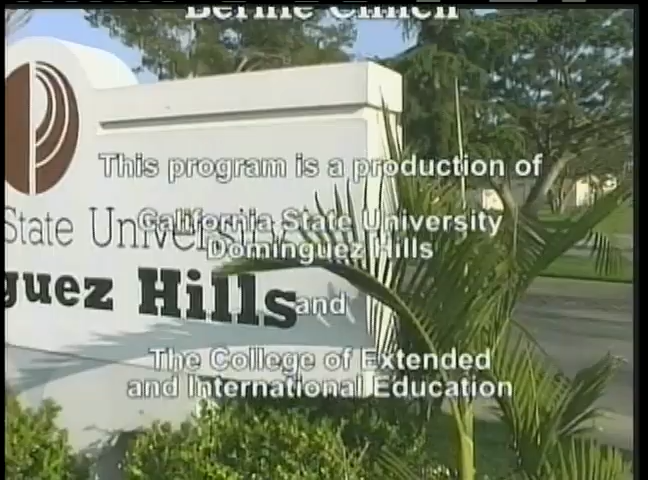 This program is a production of
California State University
Dominguez Hills
and
The College of Extended
and International Education
State University
guez Hills